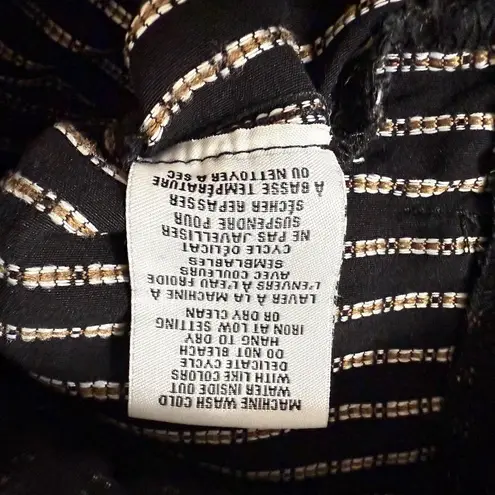 MACHINE WASH COLD
WATER INSIDE OUT
WITH LIKE COLORS
DELICATE CYCLE
DO NOT BLEACH
HANG TO DRY
IRON AT LOW SETTING
OR DRY CLEAN
LAVER À LA MACHINE À
L'ENVERS À L'EAU FROIDE
AVEC COULEURS
SEMBLABLES
CYCLE DÉLICAT
NE PAS JAVELLISER
SUSPENDRE POUR
SÉCHER REPASSER
À BASSE TEMPÉRATURE
OU NETTOYER A SEC